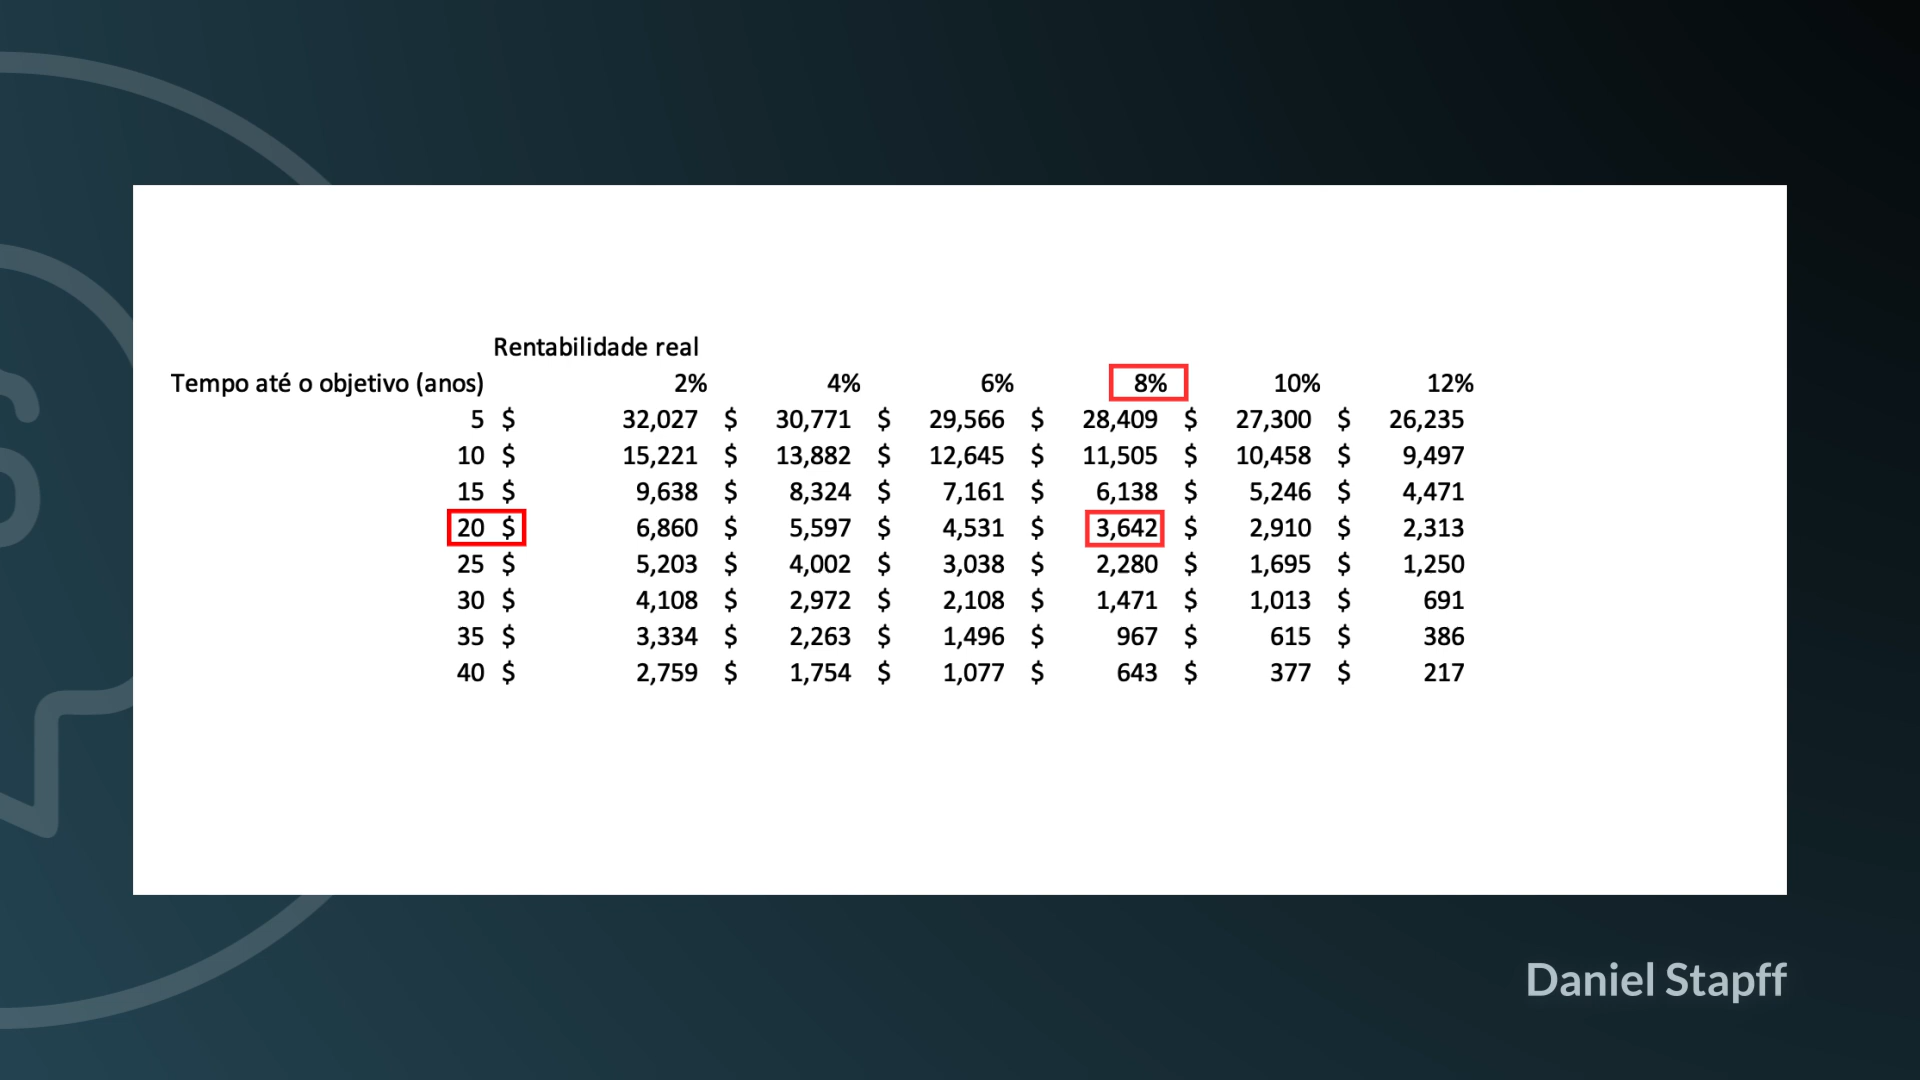 Rentabilidade real
Tempo até o objetivo (anos) 2% 4% 6% 8% 10% 12%
5 $ 32,027 $ 30,771 $ 29,566 $ 28,409 $ 27,300 $ 26,235
10 $ 15,221 $ 13,882 $ 12,645 $ 11,505 $ 10,458 $ 9,497
15 $ 9,638 $ 8,324 $ 7,161 $ 6,138 $ 5,246 $ 4,471
20 $ 6,860 $ 5,597 $ 4,531 $ 3,642 $ 2,910 $ 2,313
25 $ 5,203 $ 4,002 $ 3,038 $ 2,280 $ 1,695 $ 1,250
30 $ 4,108 $ 2,972 $ 2,108 $ 1,471 $ 1,013 $ 691
35 $ 3,334 $ 2,263 $ 1,496 $ 967 $ 615 $ 386
40 $ 2,759 $ 1,754 $ 1,077 $ 643 $ 377 $ 217
Daniel Stapff